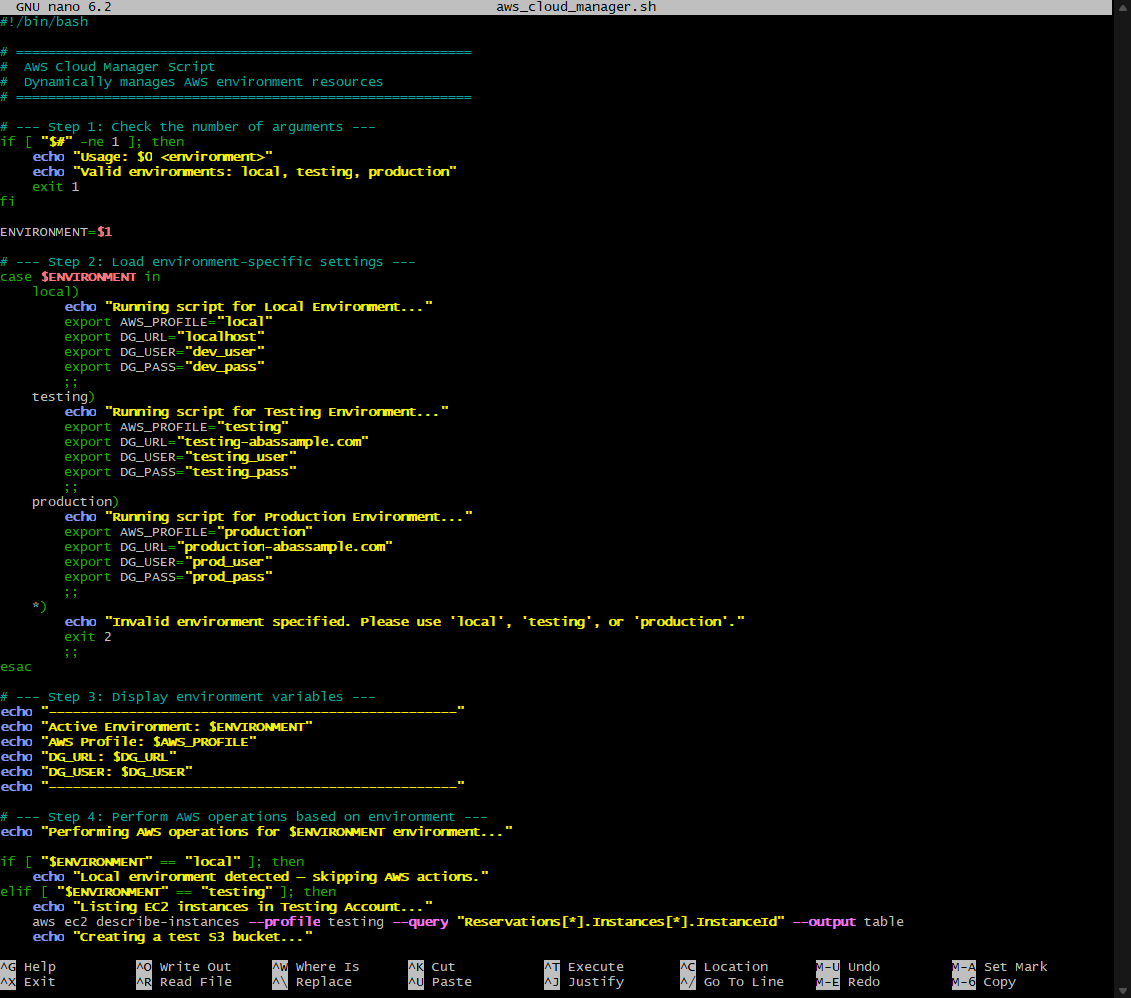 GNU nano 6.2 aws_cloud_manager.sh
#!/bin/bash

# =========================================================
#  AWS Cloud Manager Script
#  Dynamically manages AWS environment resources
# =========================================================

# --- Step 1: Check the number of arguments ---
if [ "$#" -ne 1 ]; then
    echo "Usage: $0 <environment>"
    echo "Valid environments: local, testing, production"
    exit 1
fi

ENVIRONMENT=$1

# --- Step 2: Load environment-specific settings ---
case $ENVIRONMENT in
    local)
        echo "Running script for Local Environment..."
        export AWS_PROFILE="local"
        export DG_URL="localhost"
        export DG_USER="dev_user"
        export DG_PASS="dev_pass"
        ;;
    testing)
        echo "Running script for Testing Environment..."
        export AWS_PROFILE="testing"
        export DG_URL="testing-abassample.com"
        export DG_USER="testing_user"
        export DG_PASS="testing_pass"
        ;;
    production)
        echo "Running script for Production Environment..."
        export AWS_PROFILE="production"
        export DG_URL="production-abassample.com"
        export DG_USER="prod_user"
        export DG_PASS="prod_pass"
        ;;
    *)
        echo "Invalid environment specified. Please use 'local', 'testing', or 'production'."
        exit 2
        ;;
esac

# --- Step 3: Display environment variables ---
echo "---------------------------------------------------"
echo "Active Environment: $ENVIRONMENT"
echo "AWS Profile: $AWS_PROFILE"
echo "DG_URL: $DG_URL"
echo "DG_USER: $DG_USER"
echo "---------------------------------------------------"

# --- Step 4: Perform AWS operations based on environment ---
echo "Performing AWS operations for $ENVIRONMENT environment..."

if [ "$ENVIRONMENT" == "local" ]; then
    echo "Local environment detected — skipping AWS actions."
elif [ "$ENVIRONMENT" == "testing" ]; then
    echo "Listing EC2 instances in Testing Account..."
    aws ec2 describe-instances --profile testing --query "Reservations[*].Instances[*].InstanceId" --output table
    echo "Creating a test S3 bucket..."

^G Help ^O Write Out ^W Where Is ^K Cut ^T Execute ^C Location M-U Undo M-A Set Mark
^X Exit ^R Read File ^\ Replace ^U Paste ^J Justify ^/ Go To Line M-E Redo M-6 Copy